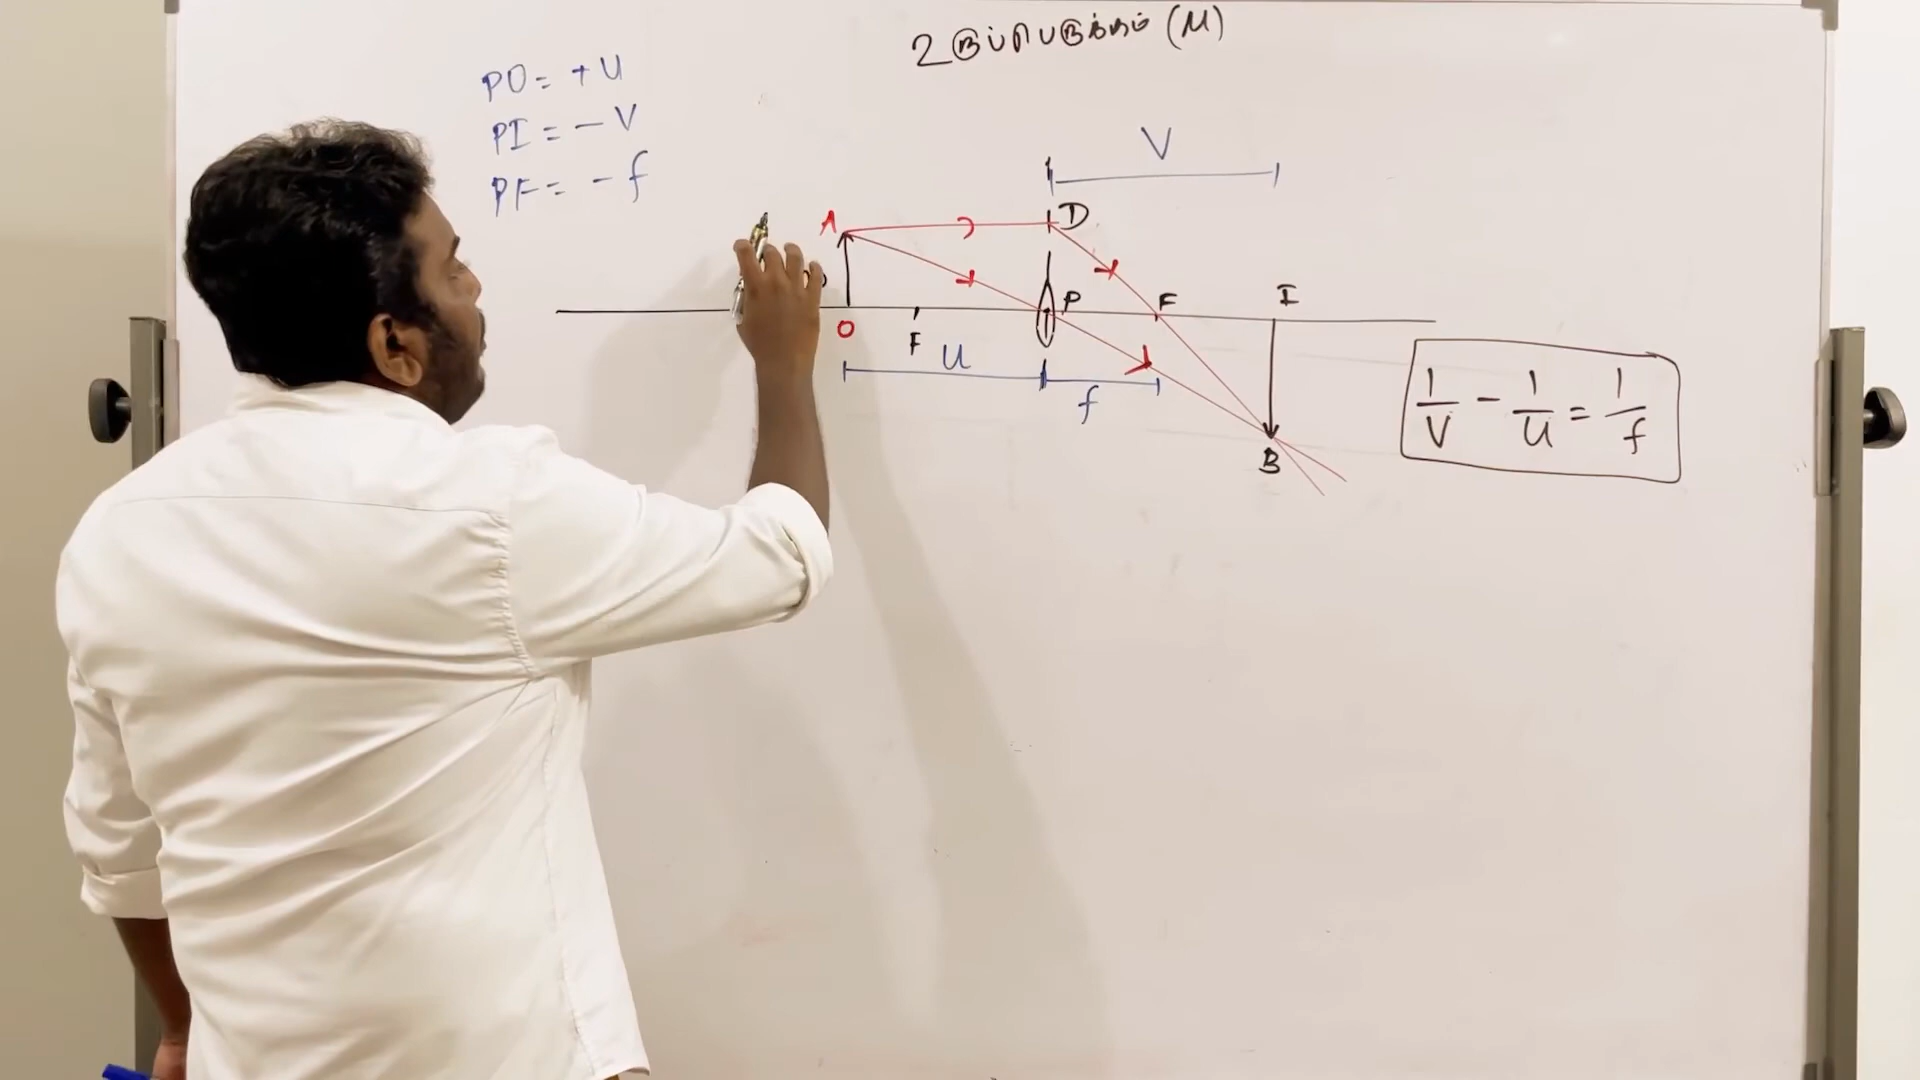 உருப்பெருக்கம் (M)
PO = + U
PI = - V
PF = - f
V
A
D
P
F
I
O
F
U
f
B
1/V - 1/U = 1/f